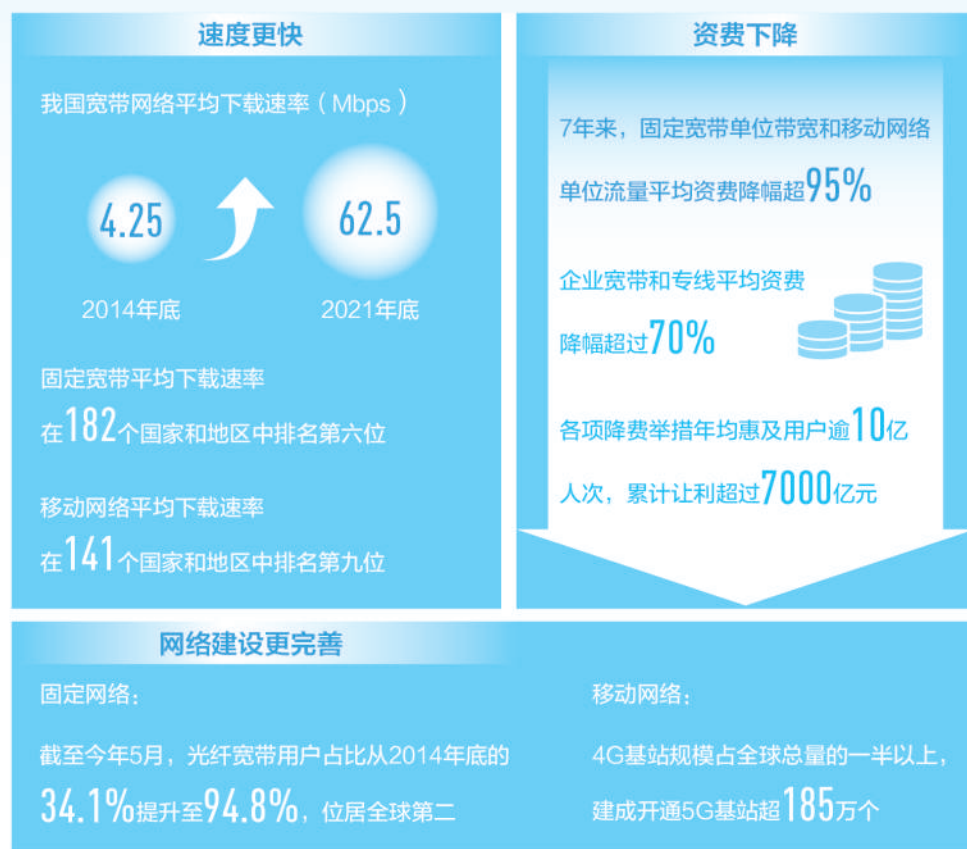 速度更快
我国宽带网络平均下载速率（Mbps）
4.25
62.5
2014年底
2021年底
固定宽带平均下载速率
在182个国家和地区中排名第六位
移动网络平均下载速率
在141个国家和地区中排名第九位
资费下降
7年来，固定宽带单位带宽和移动网络
单位流量平均资费降幅超95%
企业宽带和专线平均资费
降幅超过70%
各项降费举措年均惠及用户逾10亿
人次，累计让利超过7000亿元
网络建设更完善
固定网络：
截至今年5月，光纤宽带用户占比从2014年底的
34.1%提升至94.8%，位居全球第二
移动网络：
4G基站规模占全球总量的一半以上，
建成开通5G基站超185万个